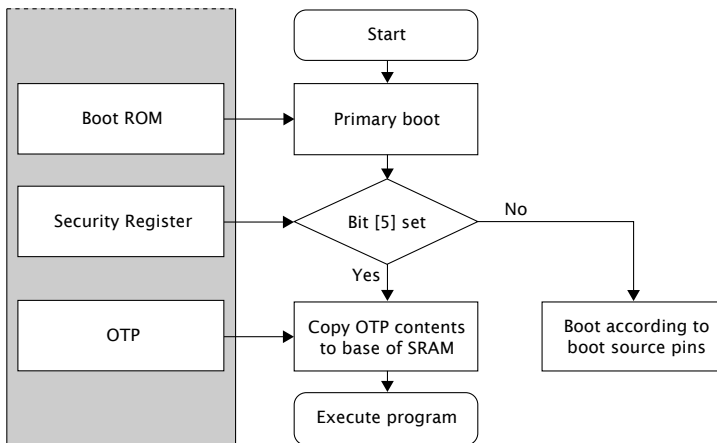 Start
Boot ROM
Primary boot
Security Register
Bit [5] set
No
Yes
OTP
Copy OTP contents
to base of SRAM
Boot according to
boot source pins
Execute program